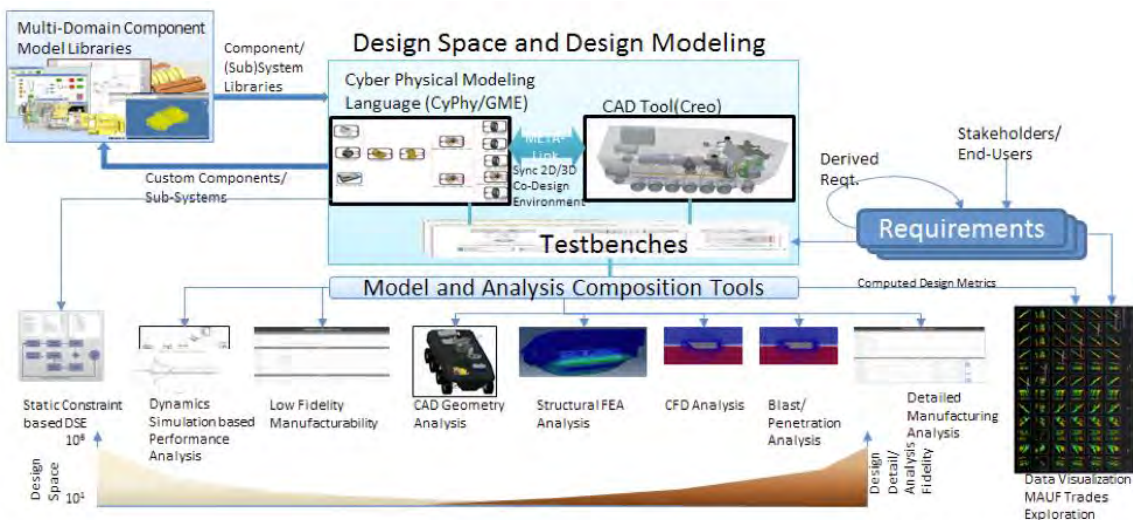 Multi-Domain Component
Model Libraries
Component/
(Sub)System
Libraries
Custom Components/
Sub-Systems
Design Space and Design Modeling
Cyber Physical Modeling
Language (CyPhy/GME)
CAD Tool(Creo)
META-
Link
Sync 2D/3D
Co-Design
Environment
Testbenches
Stakeholders/
End-Users
Derived
Reqt.
Requirements
Model and Analysis Composition Tools
Computed Design Metrics
Static Constraint
based DSE
Dynamics
Simulation based
Performance
Analysis
Low Fidelity
Manufacturability
CAD Geometry
Analysis
Structural FEA
Analysis
CFD Analysis
Blast/
Penetration
Analysis
Detailed
Manufacturing
Analysis
Design
Space
10¹
Design
Detail/
Analysis
Fidelity
Data Visualization
MAUF Trades
Exploration